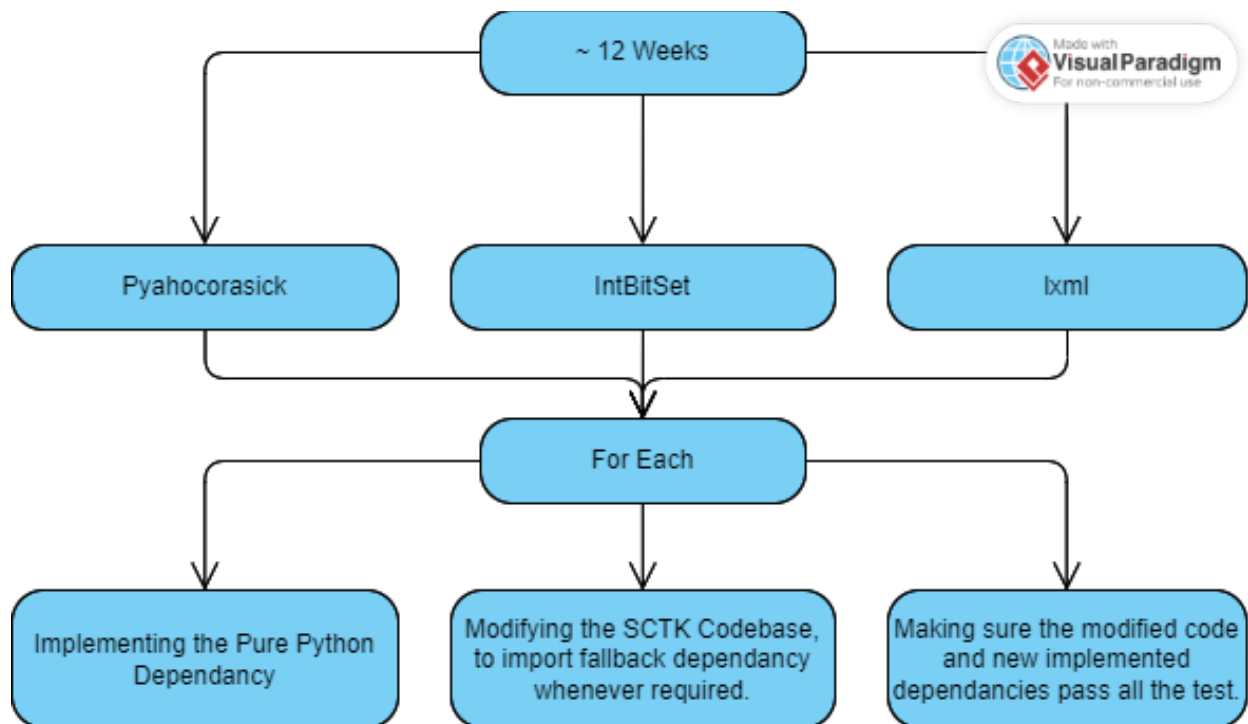 ~ 12 Weeks
Made with
Visual Paradigm
For non-commercial use
Pyahocorasick
IntBitSet
lxml
For Each
Implementing the Pure Python
Dependancy
Modifying the SCTK Codebase,
to import fallback dependancy
whenever required.
Making sure the modified code
and new implemented
dependancies pass all the test.